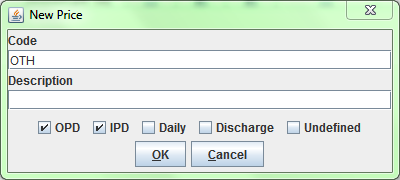 New Price
Code
OTH
Description
OPD IPD Daily Discharge Undefined
OK Cancel